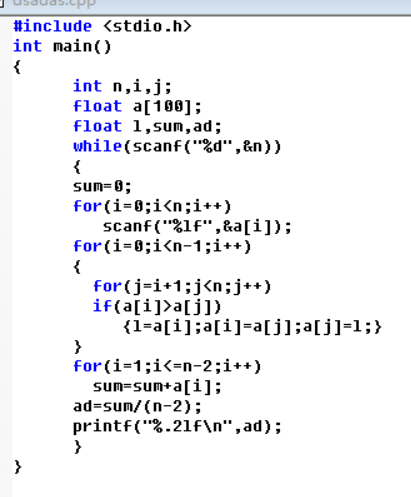 dsadas.cpp
#include <stdio.h>
int main()
{
int n,i,j;
float a[100];
float l,sum,ad;
while(scanf("%d",&n))
{
sum=0;
for(i=0;i<n;i++)
scanf("%lf",&a[i]);
for(i=0;i<n-1;i++)
{
for(j=i+1;j<n;j++)
if(a[i]>a[j])
{l=a[i];a[i]=a[j];a[j]=l;}
}
for(i=1;i<=n-2;i++)
sum=sum+a[i];
ad=sum/(n-2);
printf("%.2lf\n",ad);
}
}